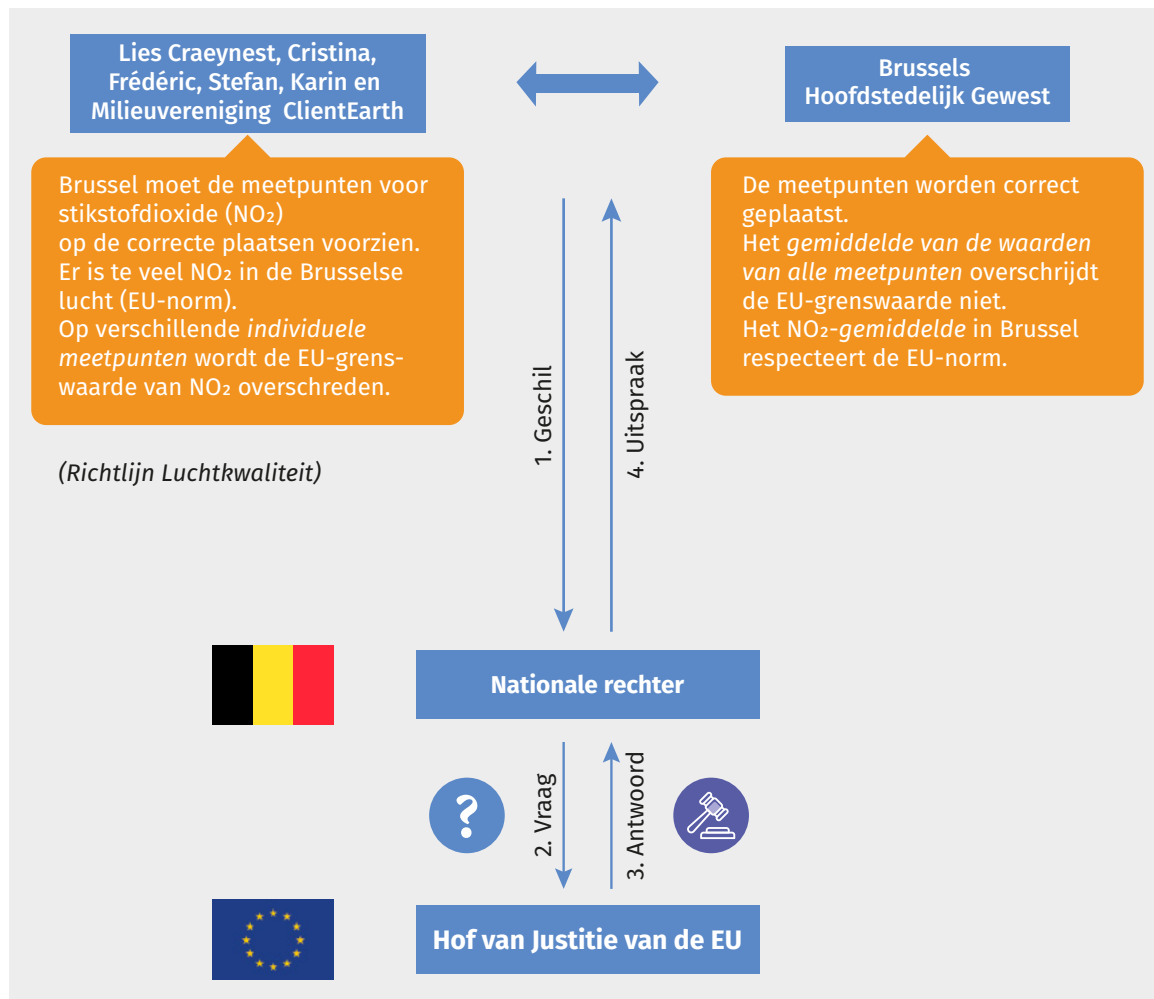 Lies Craeynest, Cristina,
Frédéric, Stefan, Karin en
Milieuvereniging ClientEarth
Brussels
Hoofdstedelijk Gewest
Brussel moet de meetpunten voor
stikstofdioxide (NO₂)
op de correcte plaatsen voorzien.
Er is te veel NO₂ in de Brusselse
lucht (EU-norm).
Op verschillende individuele
meetpunten wordt de EU-grens-
waarde van NO₂ overschreden.
De meetpunten worden correct
geplaatst.
Het gemiddelde van de waarden
van alle meetpunten overschrijdt
de EU-grenswaarde niet.
Het NO₂-gemiddelde in Brussel
respecteert de EU-norm.
(Richtlijn Luchtkwaliteit)
1. Geschil
4. Uitspraak
Nationale rechter
?
2. Vraag
3. Antwoord
Hof van Justitie van de EU